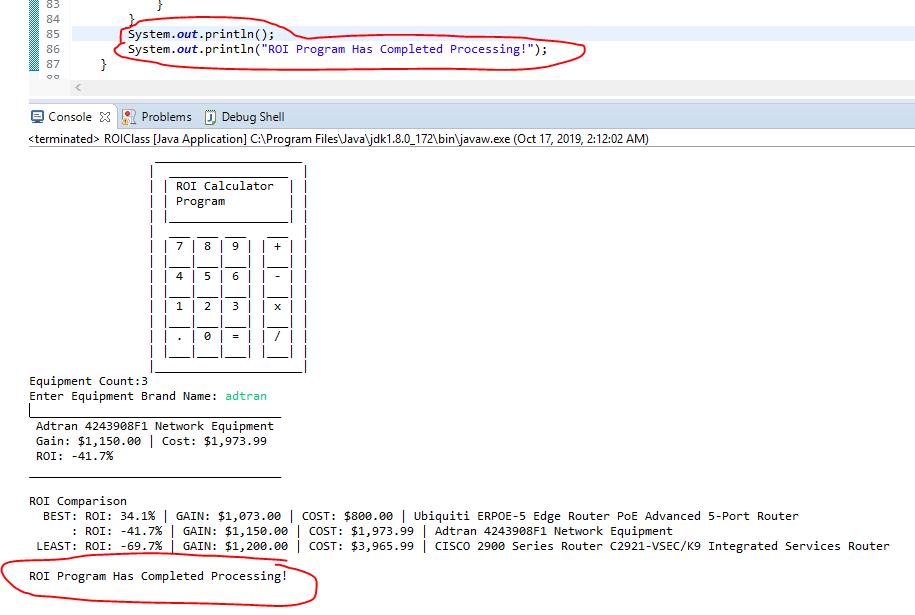 83 }
84 }
85 System.out.println();
86 System.out.println("ROI Program Has Completed Processing!");
87 }
88
Console Problems Debug Shell
<terminated> ROIClass [Java Application] C:\Program Files\Java\jdk1.8.0_172\bin\javaw.exe (Oct 17, 2019, 2:12:02 AM)
ROI Calculator
Program
7 8 9 +
4 5 6 -
1 2 3 x
. 0 = /
Equipment Count:3
Enter Equipment Brand Name: adtran
Adtran 4243908F1 Network Equipment
Gain: $1,150.00 | Cost: $1,973.99
ROI: -41.7%
ROI Comparison
BEST: ROI: 34.1% | GAIN: $1,073.00 | COST: $800.00 | Ubiquiti ERPOE-5 Edge Router PoE Advanced 5-Port Router
: ROI: -41.7% | GAIN: $1,150.00 | COST: $1,973.99 | Adtran 4243908F1 Network Equipment
LEAST: ROI: -69.7% | GAIN: $1,200.00 | COST: $3,965.99 | CISCO 2900 Series Router C2921-VSEC/K9 Integrated Services Router
ROI Program Has Completed Processing!